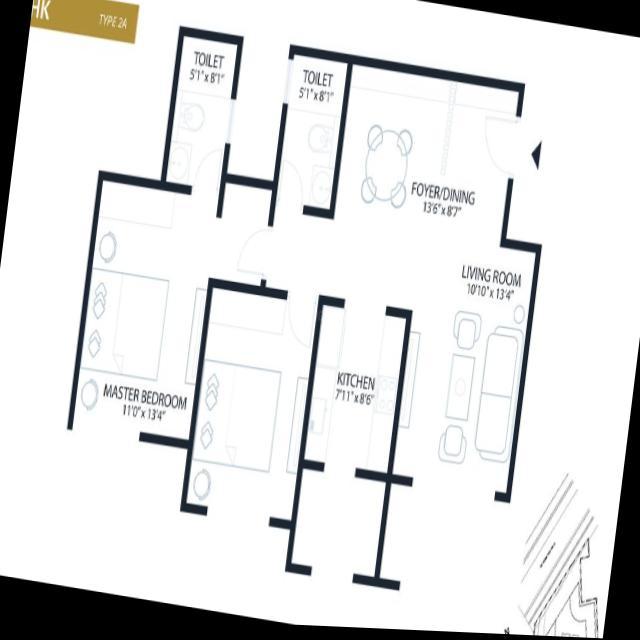 HK
TYPE 2A
TOILET
5'1" x 8'1"
TOILET
5'1" x 8'1"
FOYER/DINING
13'6" x 8'7"
LIVING ROOM
10'10" x 13'4"
KITCHEN
7'11" x 8'6"
MASTER BEDROOM
11'0" x 13'4"